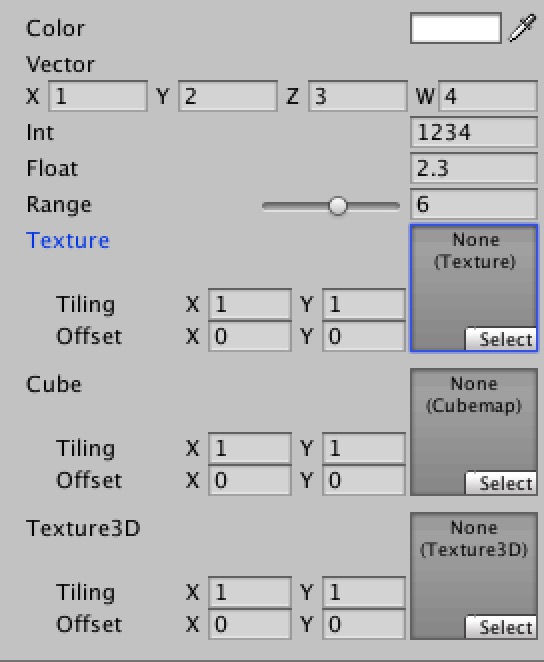 Color
Vector
X 1 Y 2 Z 3 W 4
Int 1234
Float 2.3
Range 6
Texture None
(Texture)
Tiling X 1 Y 1
Offset X 0 Y 0 Select
Cube None
(Cubemap)
Tiling X 1 Y 1
Offset X 0 Y 0 Select
Texture3D None
(Texture3D)
Tiling X 1 Y 1
Offset X 0 Y 0 Select